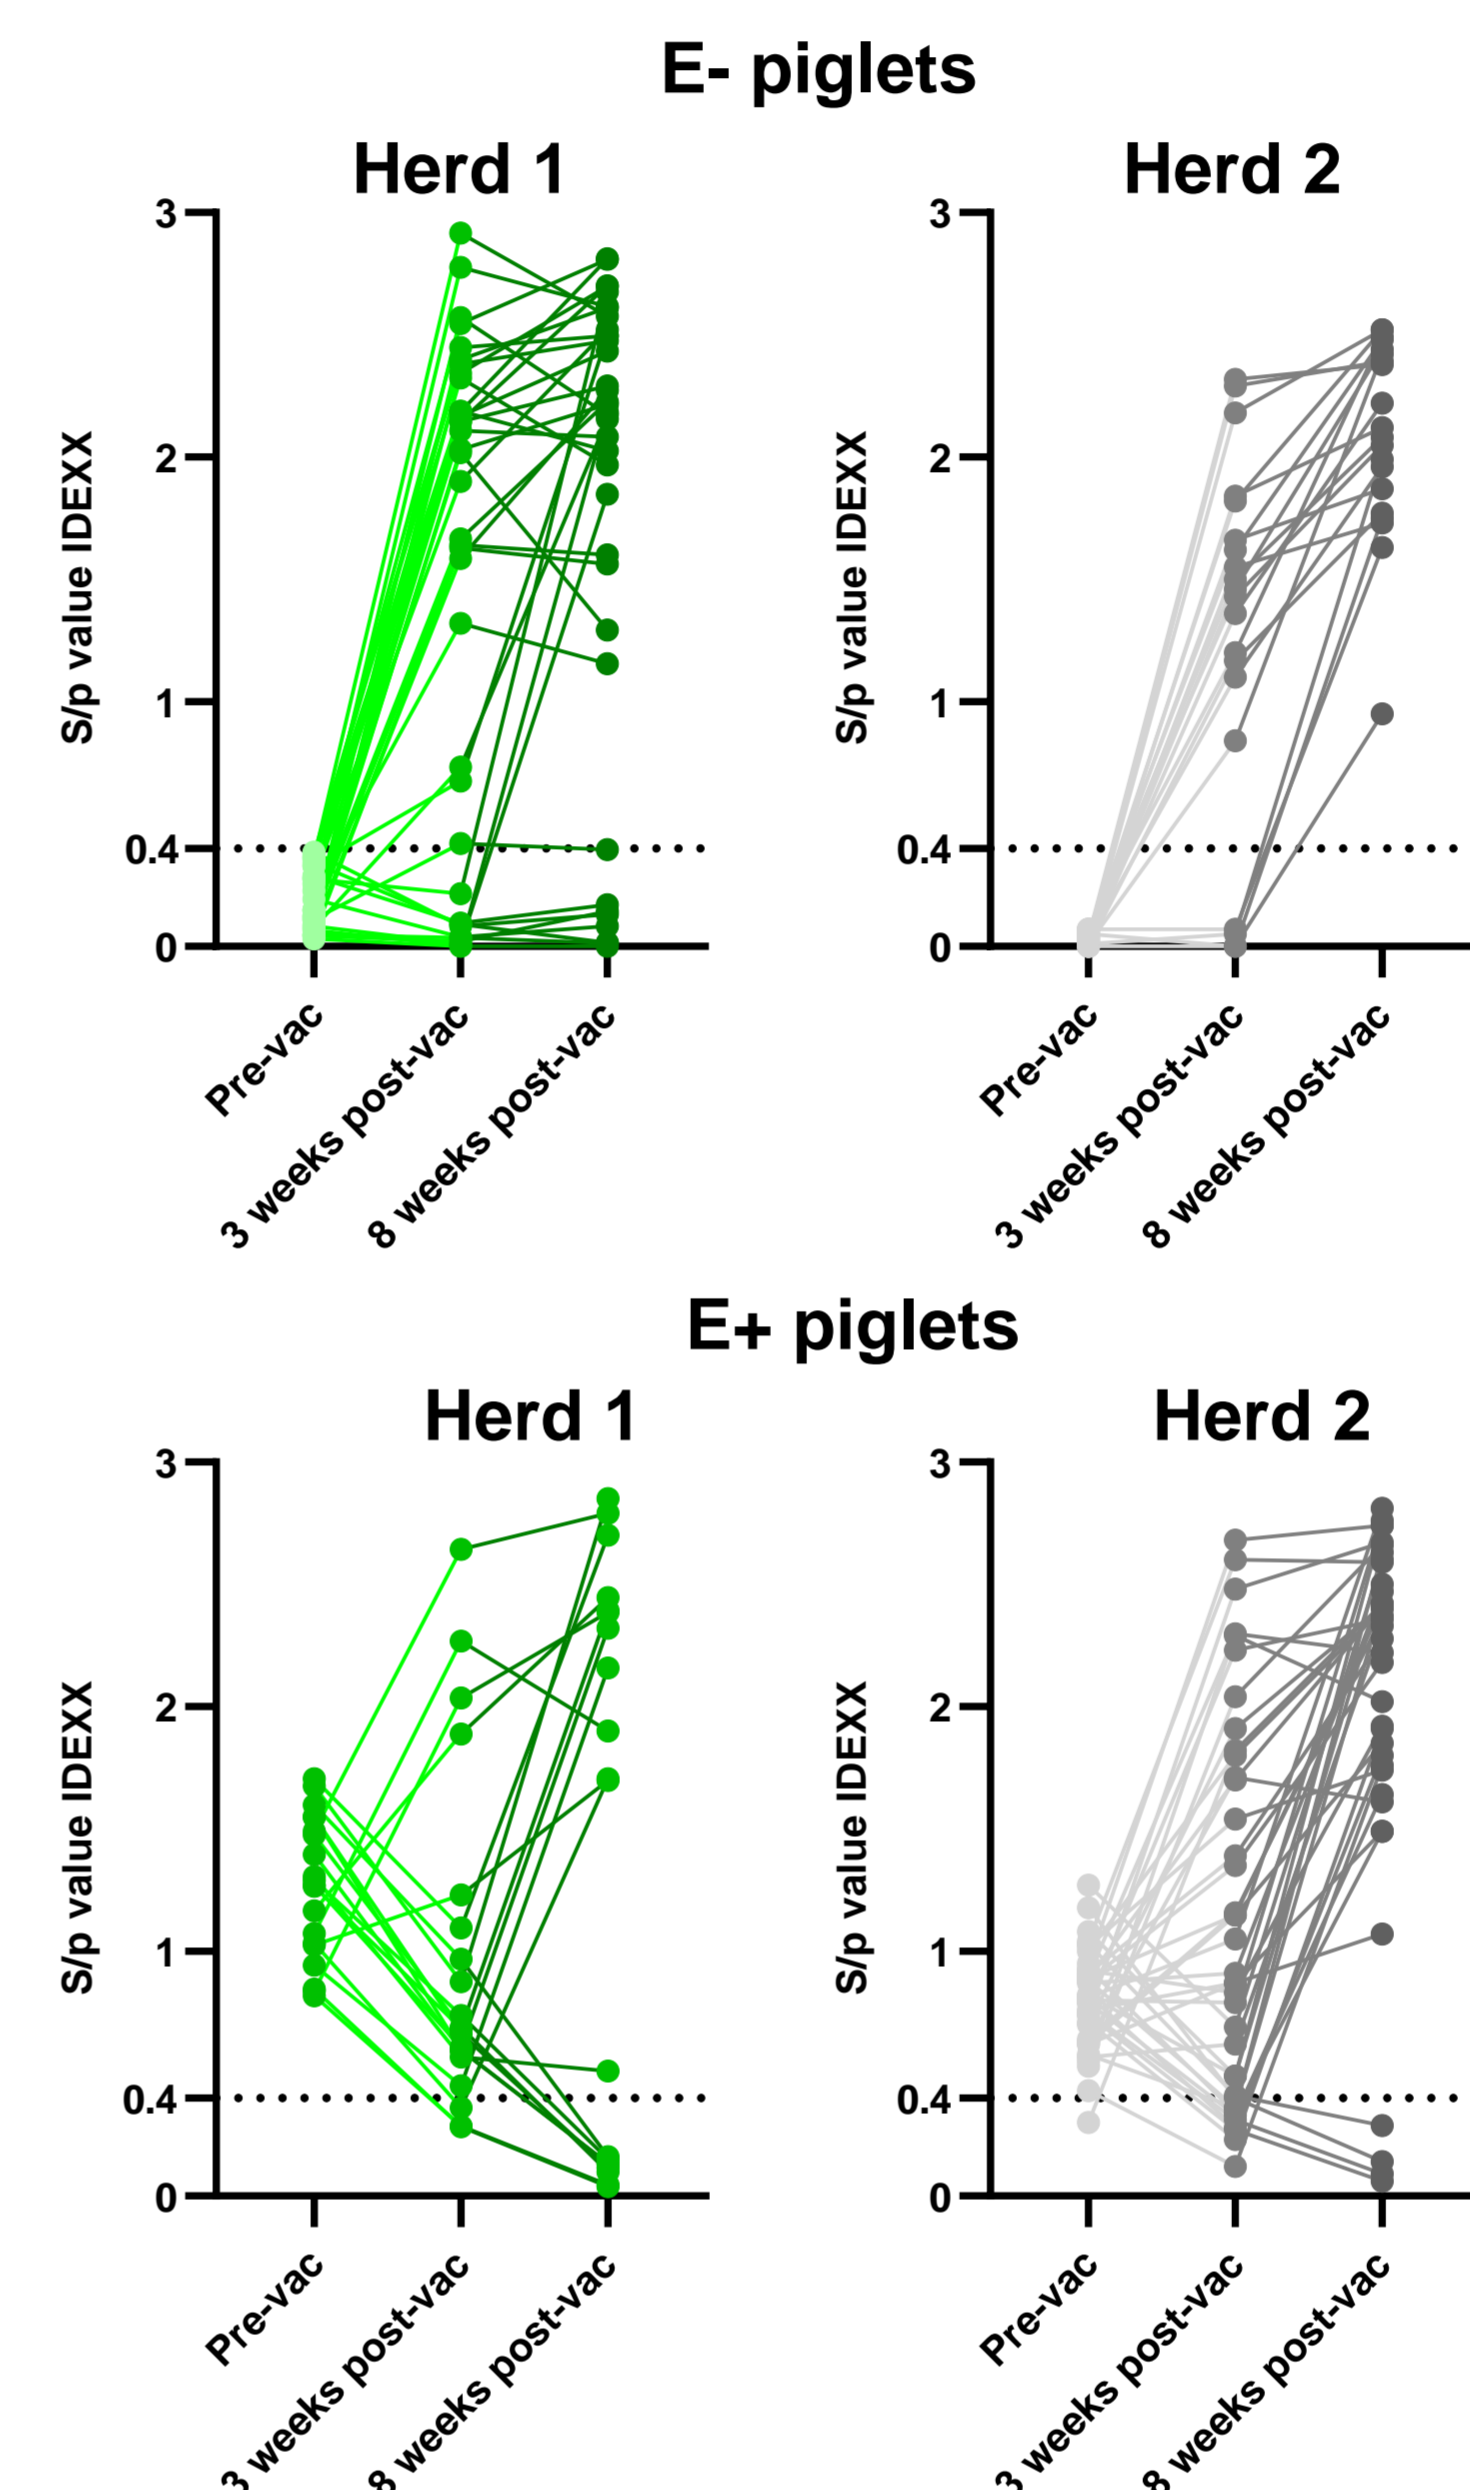 E- piglets
Herd 1
Herd 2
S/p value IDEXX
3
2
1
0.4
0
Pre-vac
3 weeks post-vac
8 weeks post-vac
S/p value IDEXX
3
2
1
0.4
0
Pre-vac
3 weeks post-vac
8 weeks post-vac
E+ piglets
Herd 1
Herd 2
S/p value IDEXX
3
2
1
0.4
0
Pre-vac
3 weeks post-vac
8 weeks post-vac
S/p value IDEXX
3
2
1
0.4
0
Pre-vac
3 weeks post-vac
8 weeks post-vac